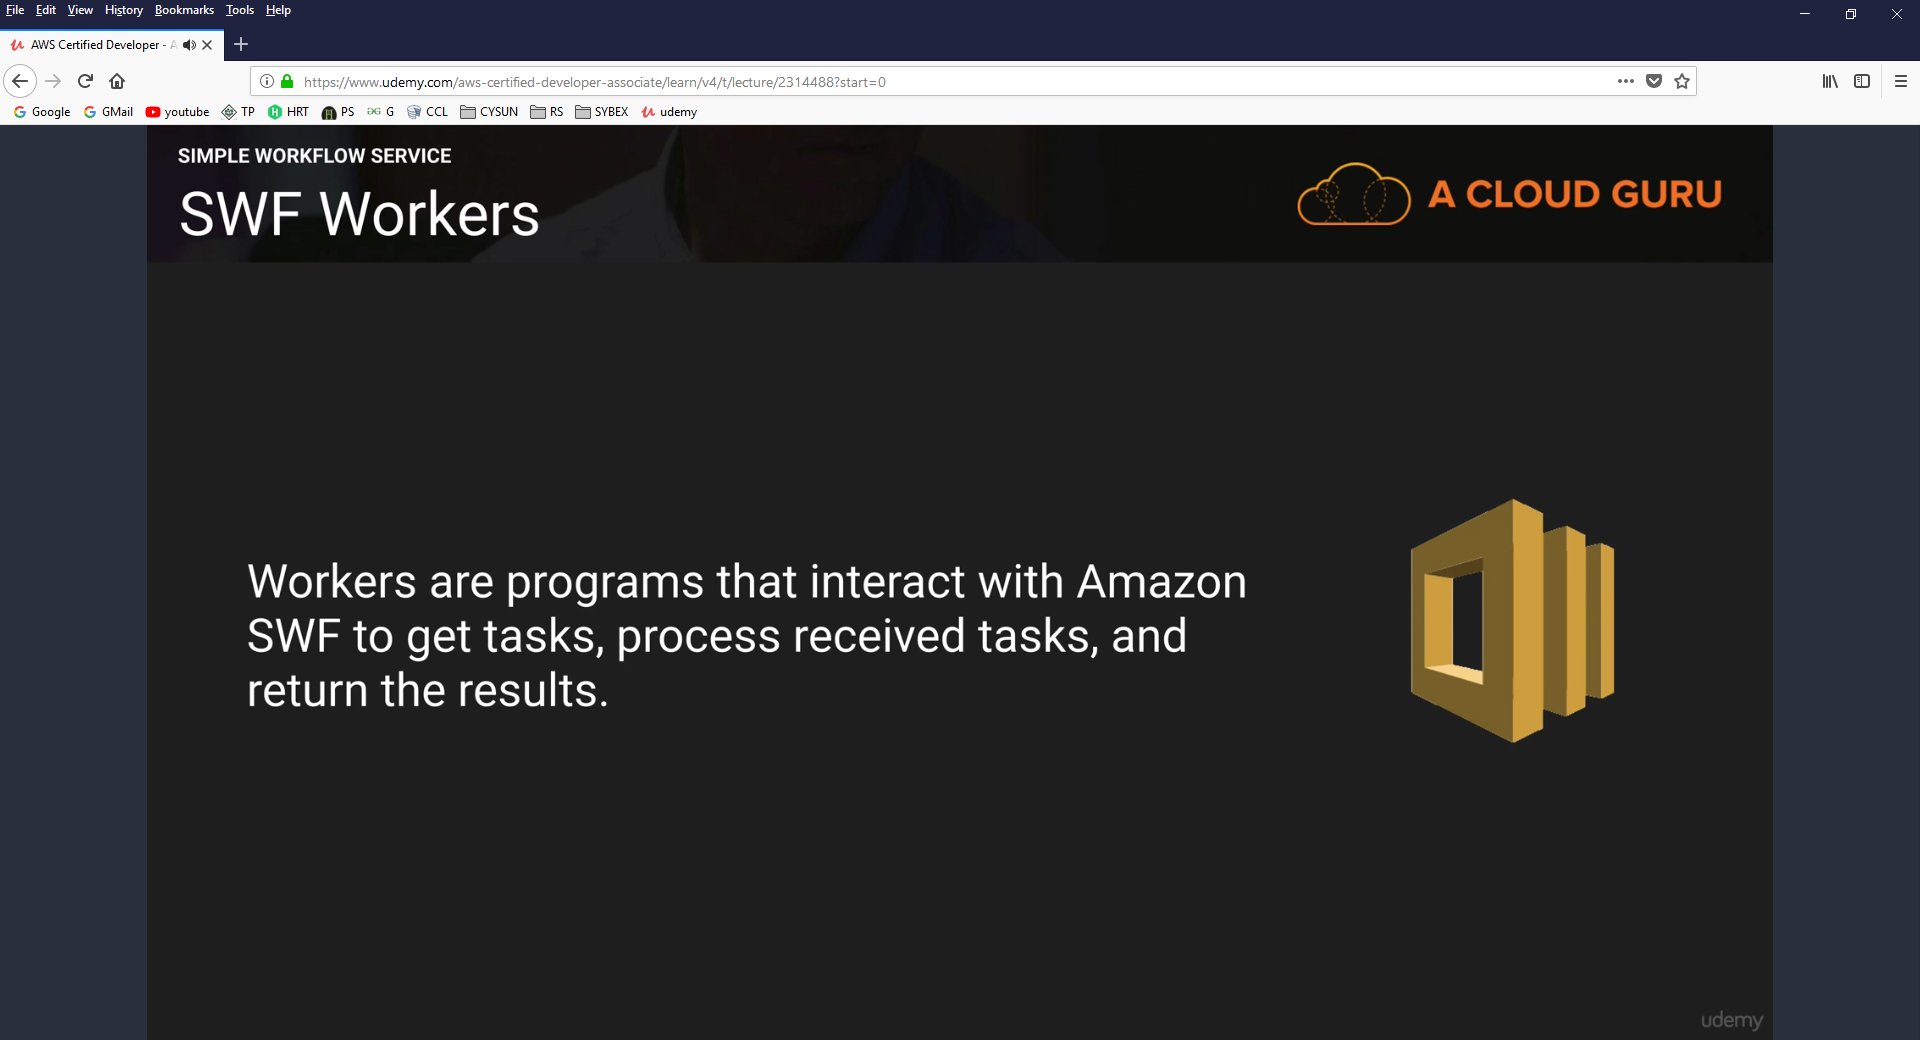 File Edit View History Bookmarks Tools Help
AWS Certified Developer - A
https://www.udemy.com/aws-certified-developer-associate/learn/v4/t/lecture/2314488?start=0
Google GMail youtube TP HRT PS G CCL CYSUN RS SYBEX udemy
SIMPLE WORKFLOW SERVICE
SWF Workers
A CLOUD GURU
Workers are programs that interact with Amazon
SWF to get tasks, process received tasks, and
return the results.
udemy